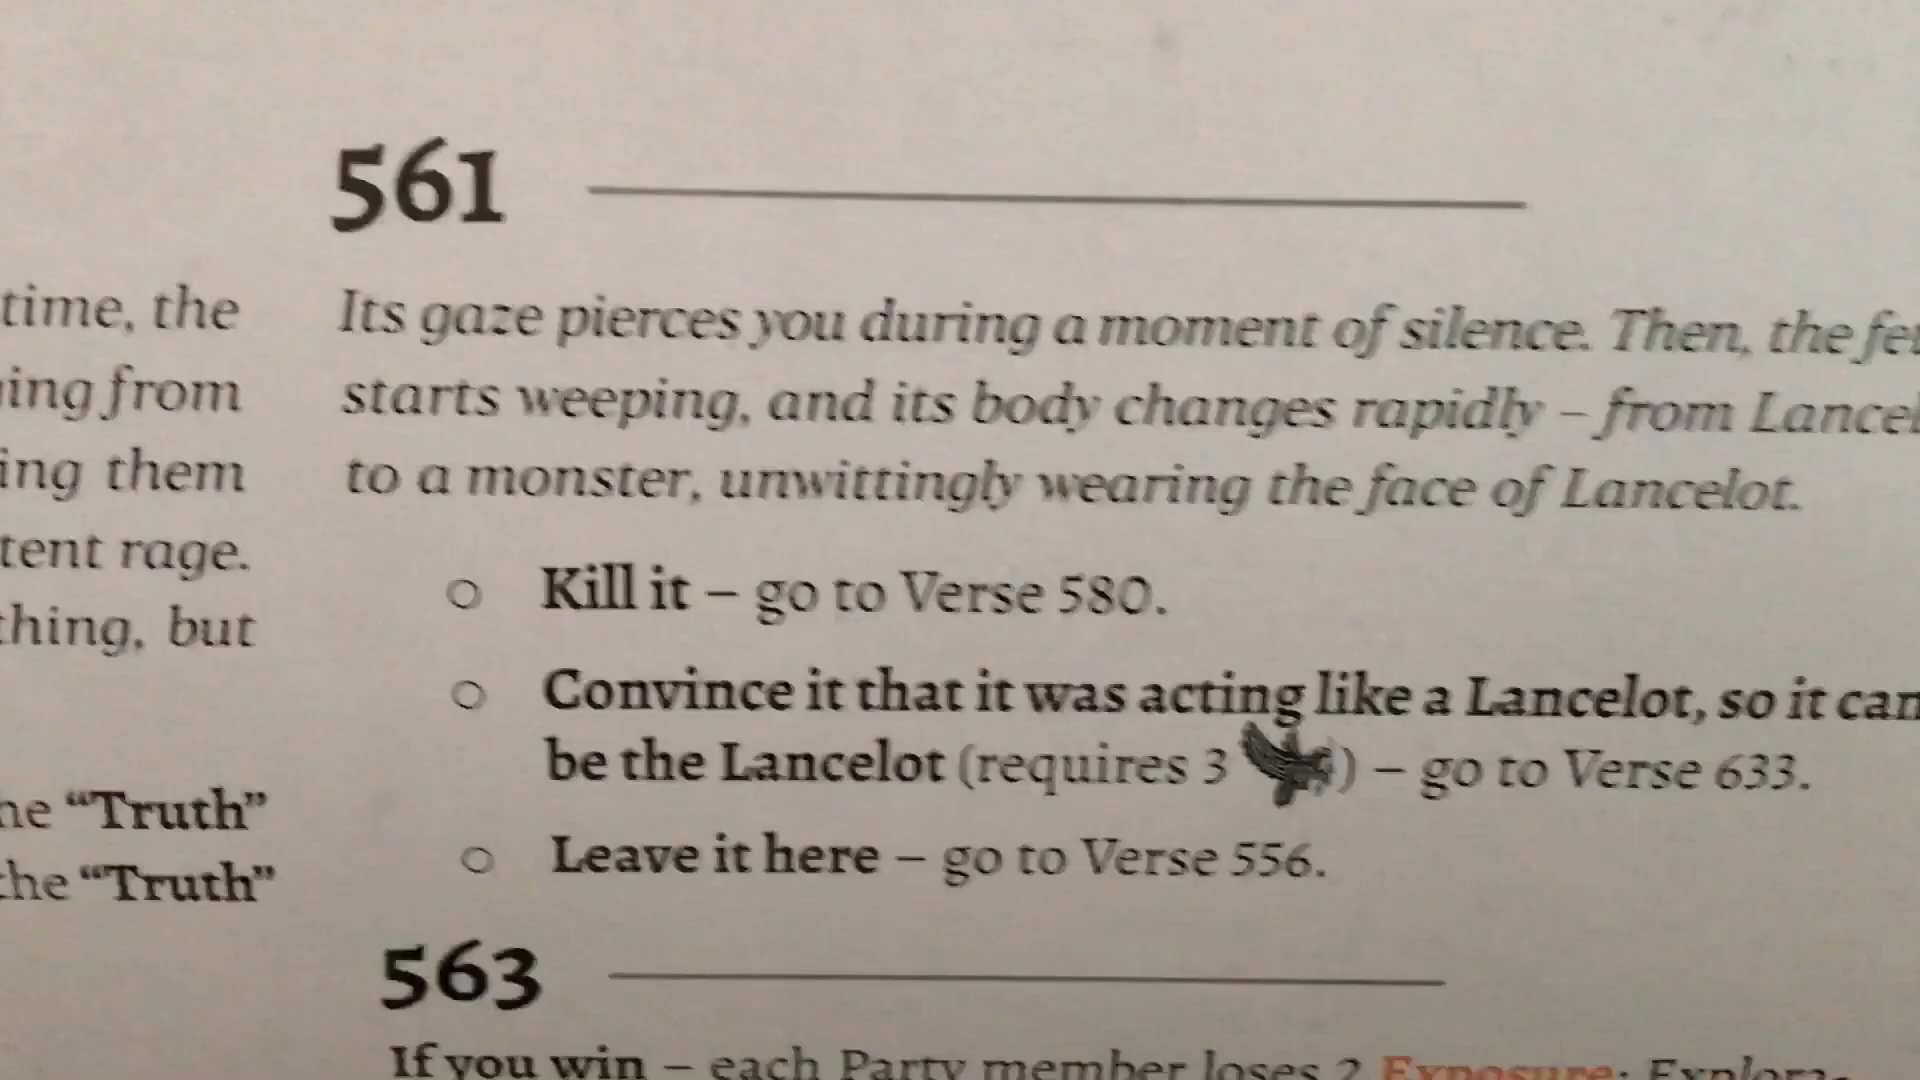 time, the
from
ing them
tent rage.
thing, but
he "Truth"
the "Truth"
561
Its gaze pierces you during a moment of silence. Then, the
starts weeping, and its body changes rapidly – from
to a monster, unwittingly wearing the face of Lancelot.
○ Kill it – go to Verse 580.
○ Convince it that it was acting like a Lancelot, so it can
be the Lancelot (requires 3 ) – go to Verse 633.
○ Leave it here – go to Verse 556.
563
If you win – each Party member loses 2 Exposure; Explora-